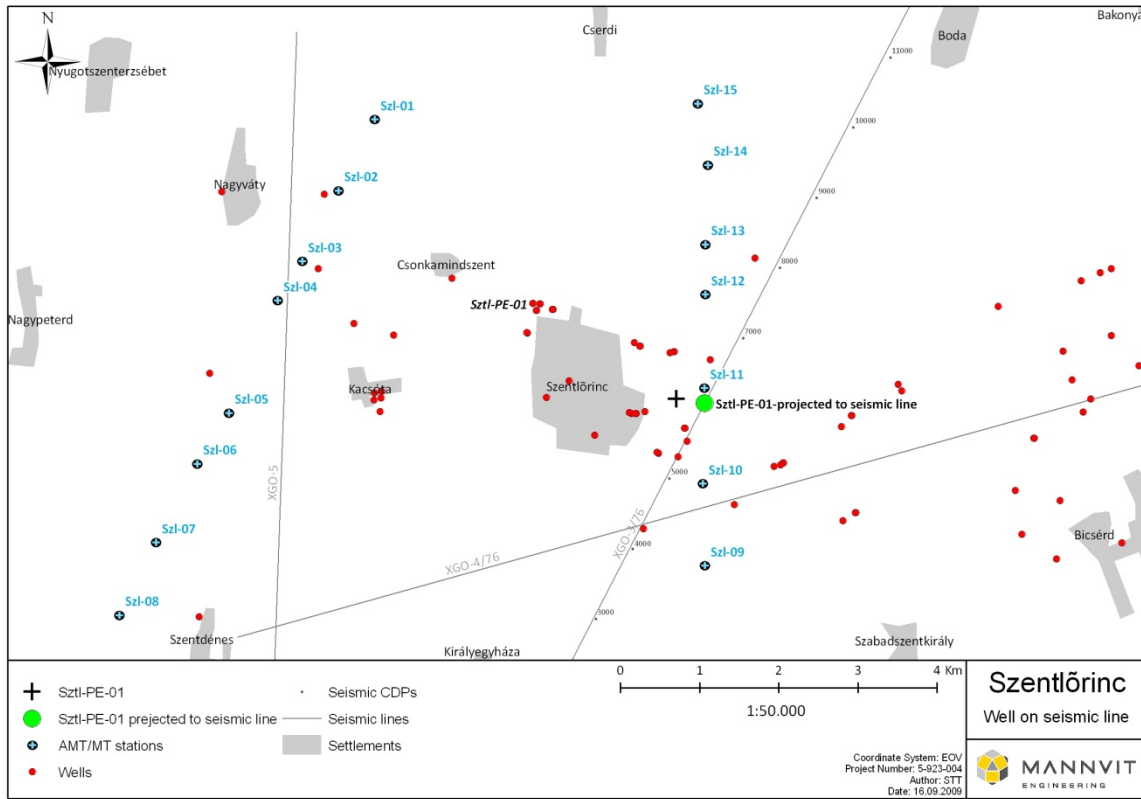 N
Cserdi
Boda
Bakonya
11000
Nyugotszenterzsébet
Szl-15
Szl-01
10000
Szl-14
Nagyváty
Szl-02
9000
Szl-13
Szl-03
Csonkamindszent
8000
Szl-12
Szl-04
Sztl-PE-01
Nagypeterd
7000
Szl-11
Kacsóta
Szentlõrinc
Sztl-PE-01-projected to seismic line
Szl-05
Szl-06
5000
Szl-10
XGO-5
XGO-3/76
4000
Bicsérd
Szl-07
XGO-4/76
Szl-09
Szl-08
3000
Szentdénes
Királyegyháza
Szabadszentkirály
Sztl-PE-01
Sztl-PE-01 prejected to seismic line
AMT/MT stations
Wells
Seismic CDPs
Seismic lines
Settlements
0 1 2 3 4 Km
1:50.000
Coordinate System: EOV
Project Number: 5-923-004
Author: STT
Date: 16.09.2009
Szentlõrinc
Well on seismic line
MANNVIT
ENGINEERING